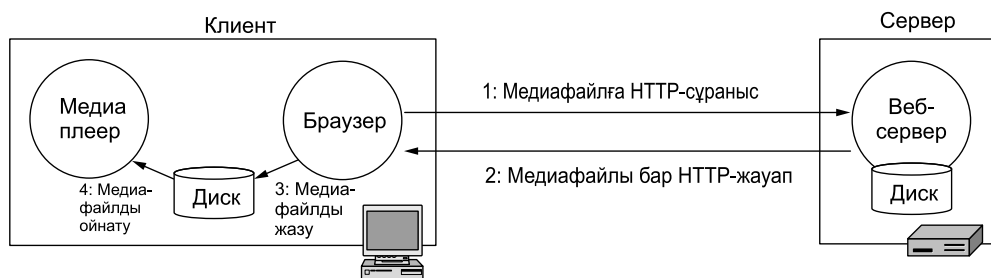 Клиент
Сервер
Медиа
плеер
Браузер
1: Медиафайлға HTTP-сұраныс
Веб-
сервер
2: Медиафайлы бар HTTP-жауап
4: Медиа-
файлды
ойнату
Диск
3: Медиа-
файлды
жазу
Диск